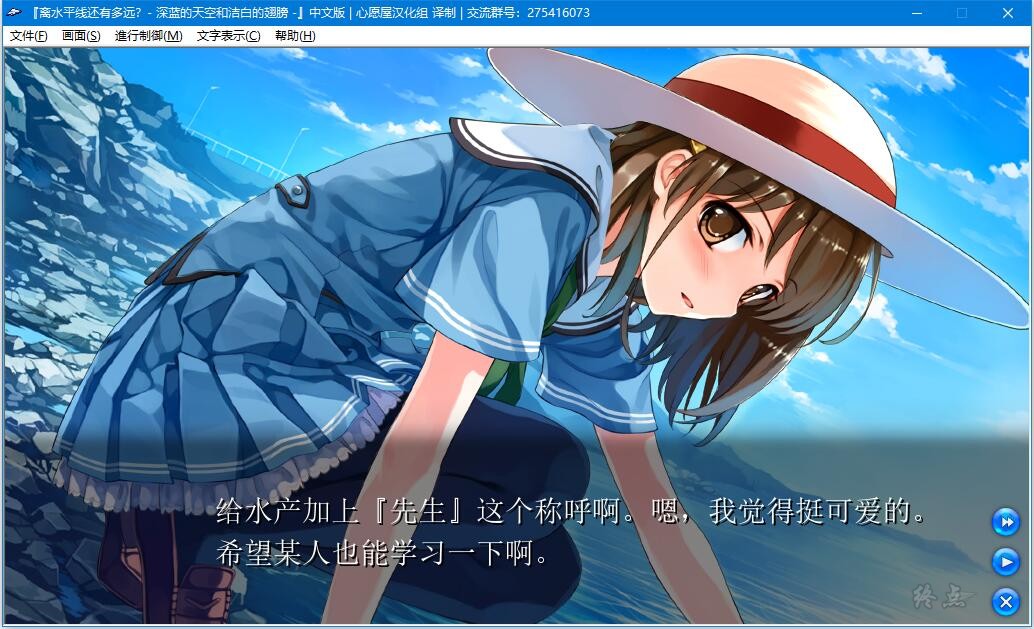 『离水平线还有多远？- 深蓝的天空和洁白的翅膀 -』中文版 | 心愿屋汉化组 译制 | 交流群号：275416073
文件(F) 画面(S) 進行制御(M) 文字表示(C) 帮助(H)
给水产加上『先生』这个称呼啊。嗯，我觉得挺可爱的。
希望某人也能学习一下啊。
终点